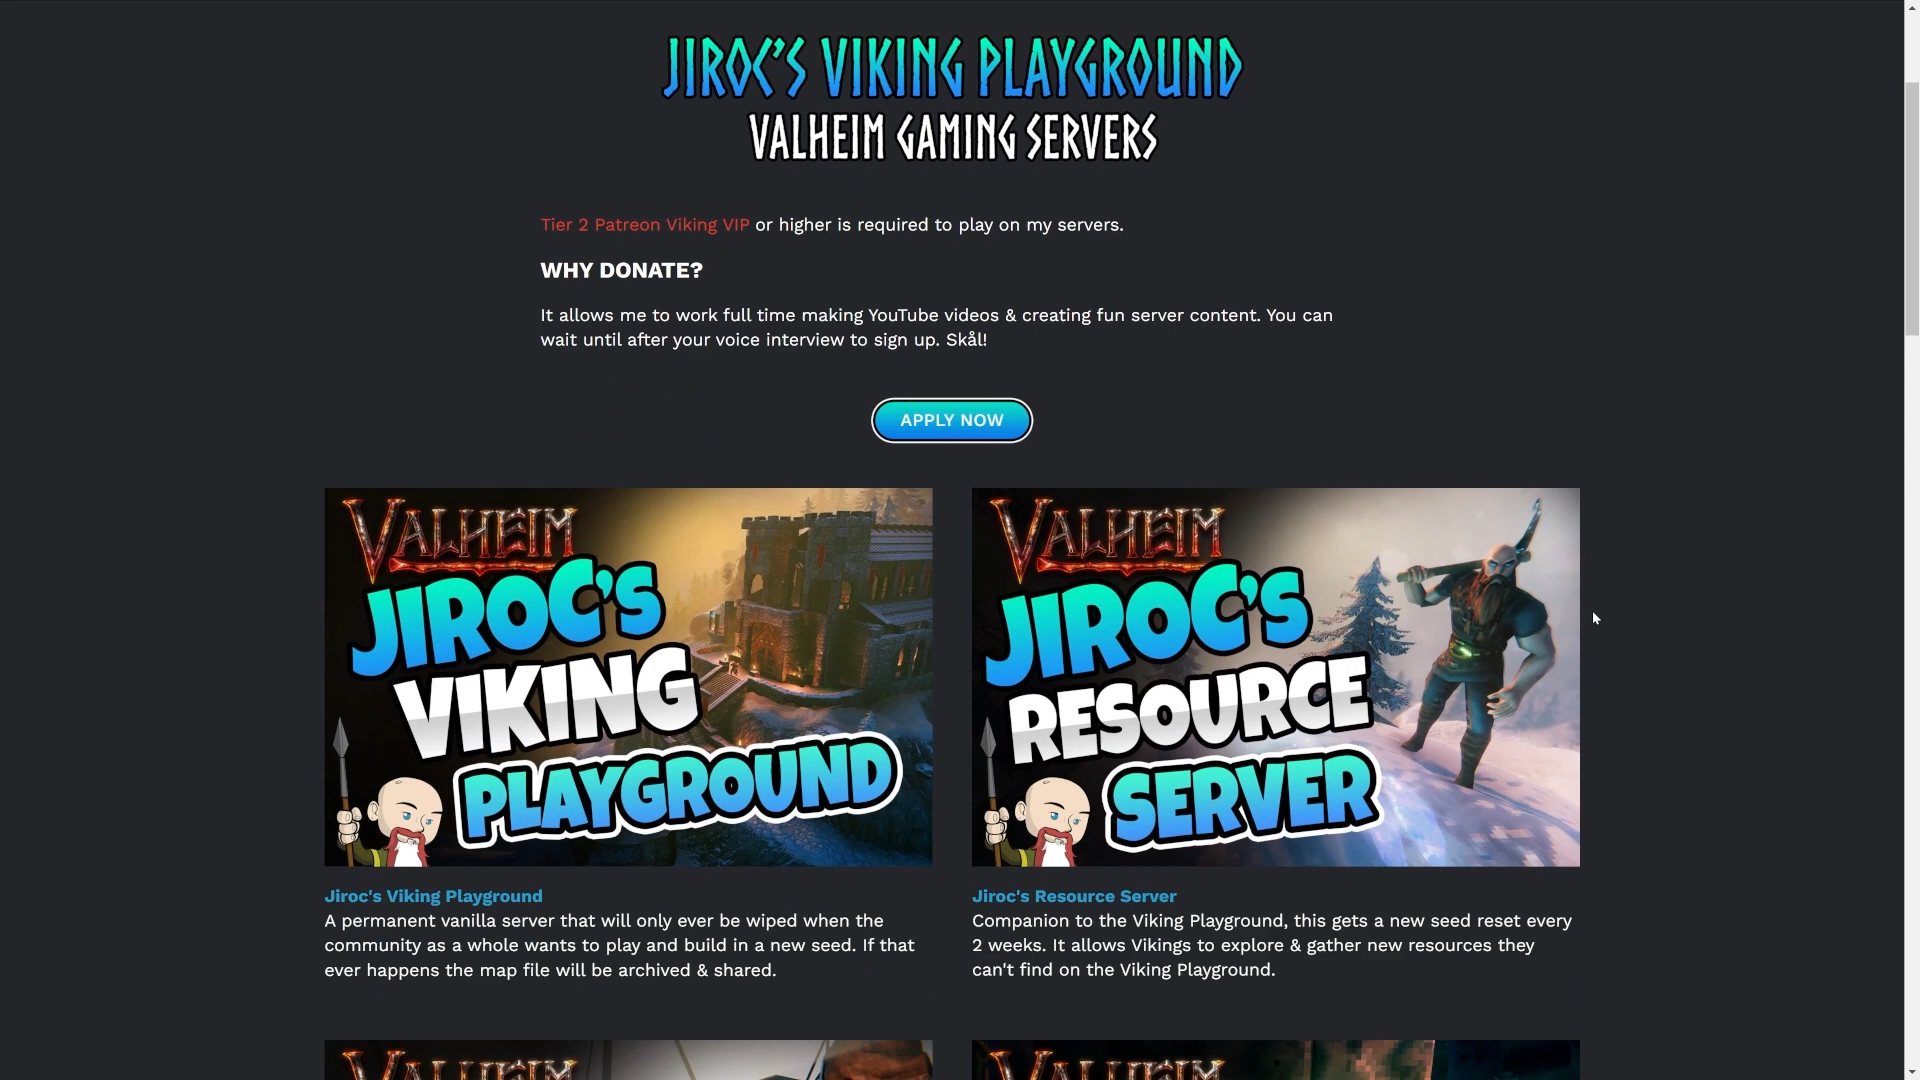 JIROC'S VIKING PLAYGROUND
VALHEIM GAMING SERVERS
Tier 2 Patreon Viking VIP or higher is required to play on my servers.
WHY DONATE?
It allows me to work full time making YouTube videos & creating fun server content. You can
wait until after your voice interview to sign up. Skål!
APPLY NOW
VALHEIM
JIROC'S
VIKING
PLAYGROUND
VALHEIM
JIROC'S
RESOURCE
SERVER
Jiroc's Viking Playground
A permanent vanilla server that will only ever be wiped when the
community as a whole wants to play and build in a new seed. If that
ever happens the map file will be archived & shared.
Jiroc's Resource Server
Companion to the Viking Playground, this gets a new seed reset every
2 weeks. It allows Vikings to explore & gather new resources they
can't find on the Viking Playground.
VALHEIM
VALHEIM